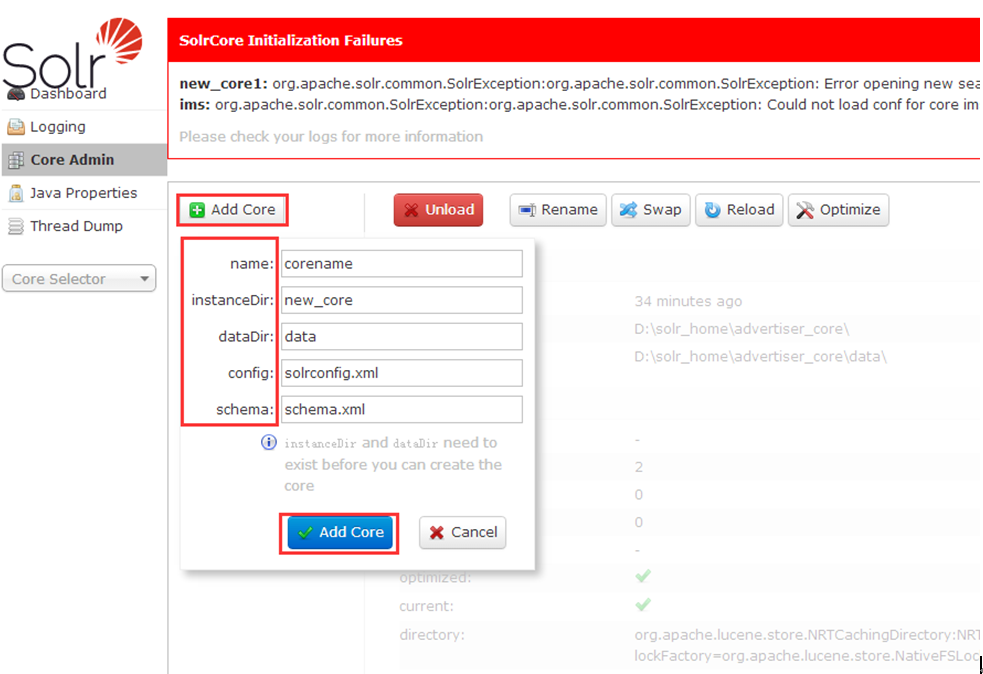 Solr
Dashboard
Logging
Core Admin
Java Properties
Thread Dump
Core Selector
SolrCore Initialization Failures
new_core1: org.apache.solr.common.SolrException:org.apache.solr.common.SolrException: Error opening new sea
ims: org.apache.solr.common.SolrException:org.apache.solr.common.SolrException: Could not load conf for core im
Please check your logs for more information
Add Core Unload Rename Swap Reload Optimize
name: corename
instanceDir: new_core
dataDir: data
config: solrconfig.xml
schema: schema.xml
instanceDir and dataDir need to
exist before you can create the
core
Add Core Cancel
34 minutes ago
D:\solr_home\advertiser_core\
D:\solr_home\advertiser_core\data\
-
2
0
0
-
optimized:
current:
directory: org.apache.lucene.store.NRTCachingDirectory:NRT
lockFactory=org.apache.lucene.store.NativeFSLoc